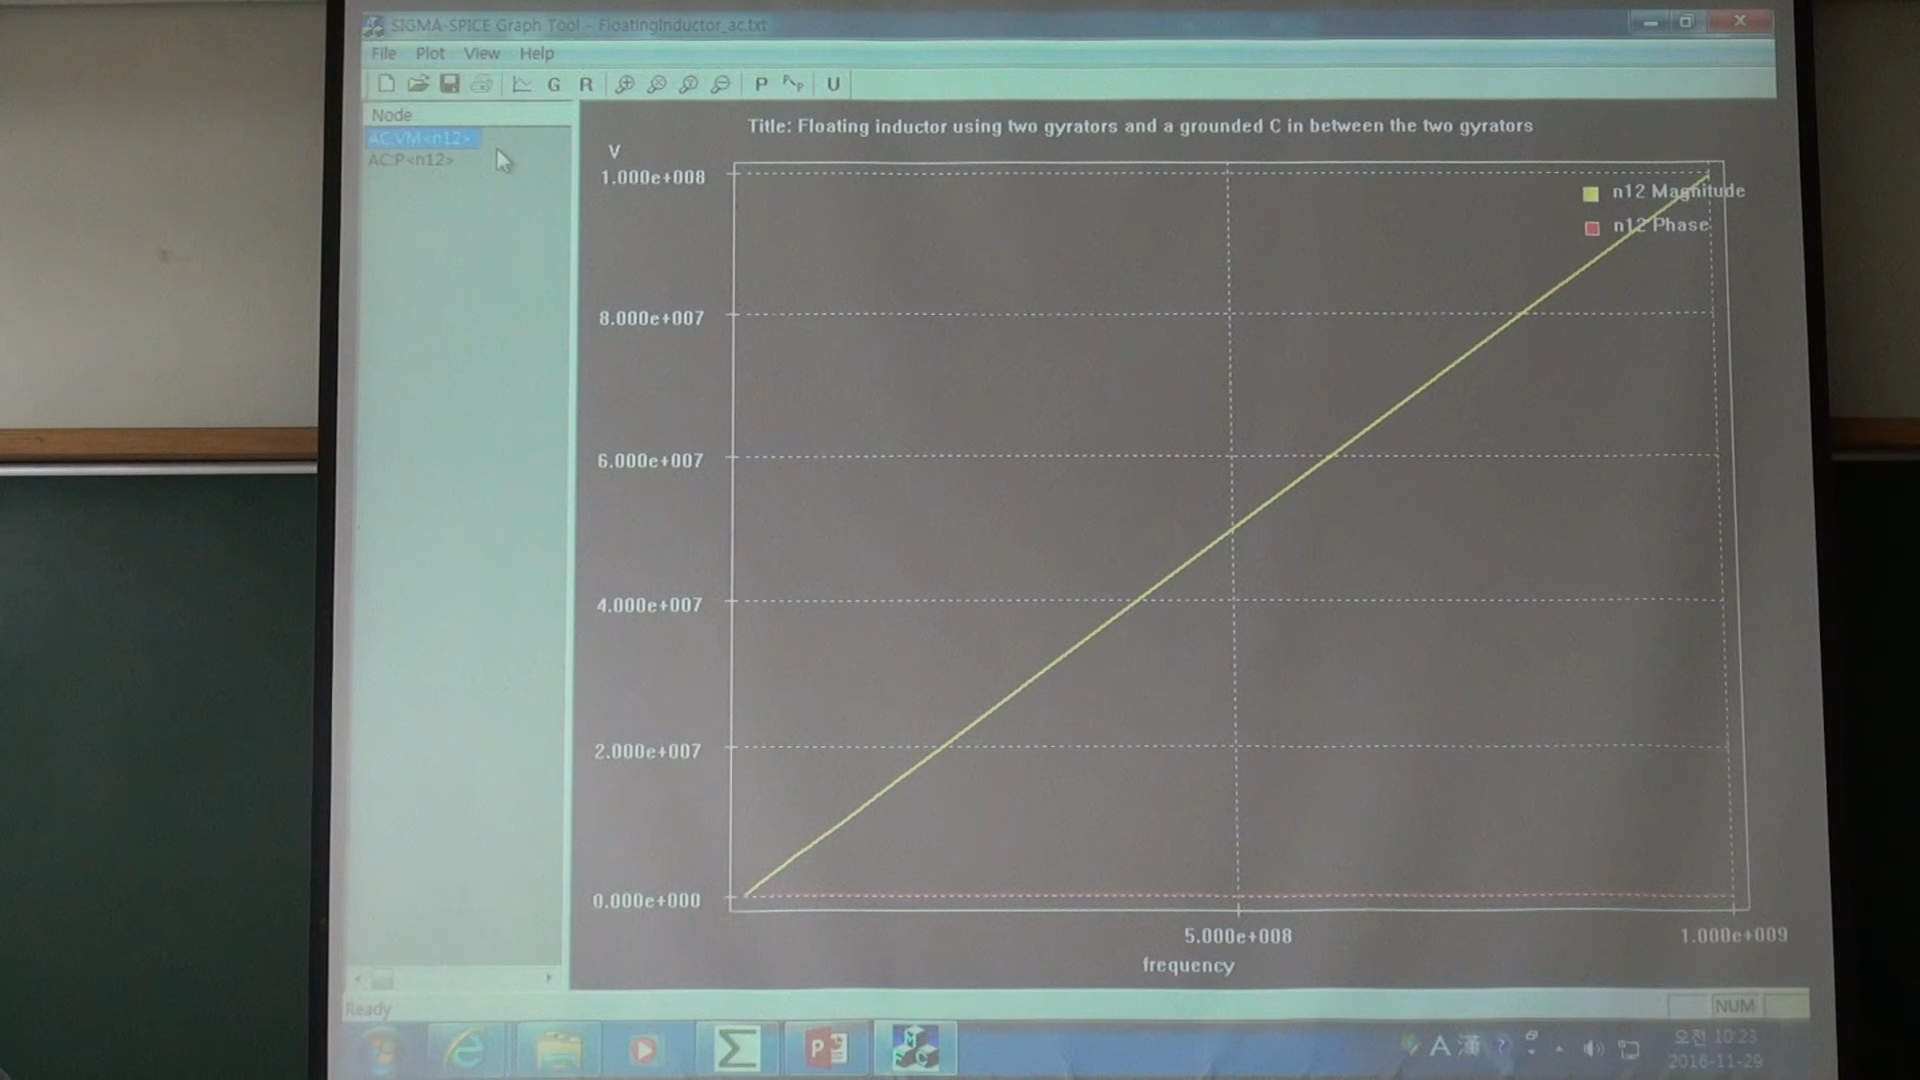 SIGMA-SPICE Graph Tool - FloatingInductor_ac.txt
File Plot View Help
G R P P U
Node
AC:VM<n12>
AC:P<n12>
Title: Floating inductor using two gyrators and a grounded C in between the two gyrators
V
1.000e+008
n12 Magnitude
n12 Phase
8.000e+007
6.000e+007
4.000e+007
2.000e+007
0.000e+000
5.000e+008
1.000e+009
frequency
Ready
NUM
A 漢
오전 10:23
2016-11-29